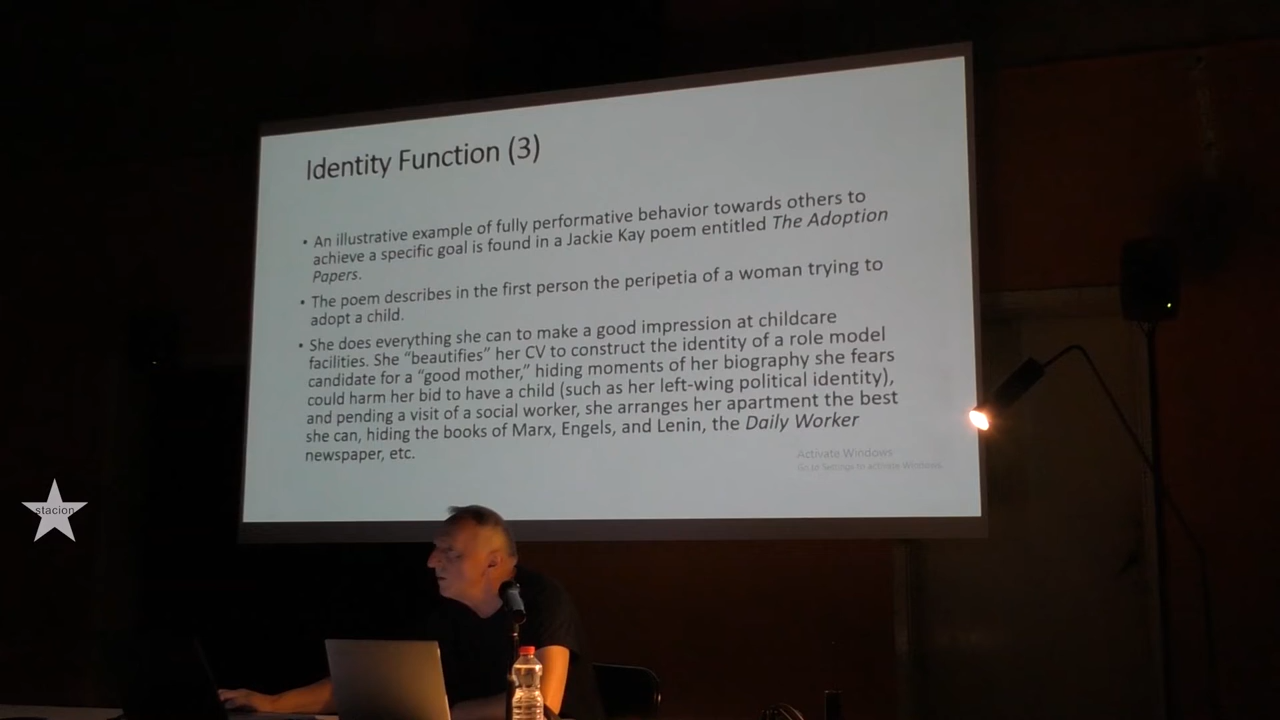 Identity Function (3)
• An illustrative example of fully performative behavior towards others to
achieve a specific goal is found in a Jackie Kay poem entitled The Adoption
Papers.
• The poem describes in the first person the peripetia of a woman trying to
adopt a child.
• She does everything she can to make a good impression at childcare
facilities. She “beautifies” her CV to construct the identity of a role model
candidate for a “good mother,” hiding moments of her biography she fears
could harm her bid to have a child (such as her left-wing political identity),
and pending a visit of a social worker, she arranges her apartment the best
she can, hiding the books of Marx, Engels, and Lenin, the Daily Worker
newspaper, etc.
Activate Windows
Go to Settings to activate Windows.
stacion